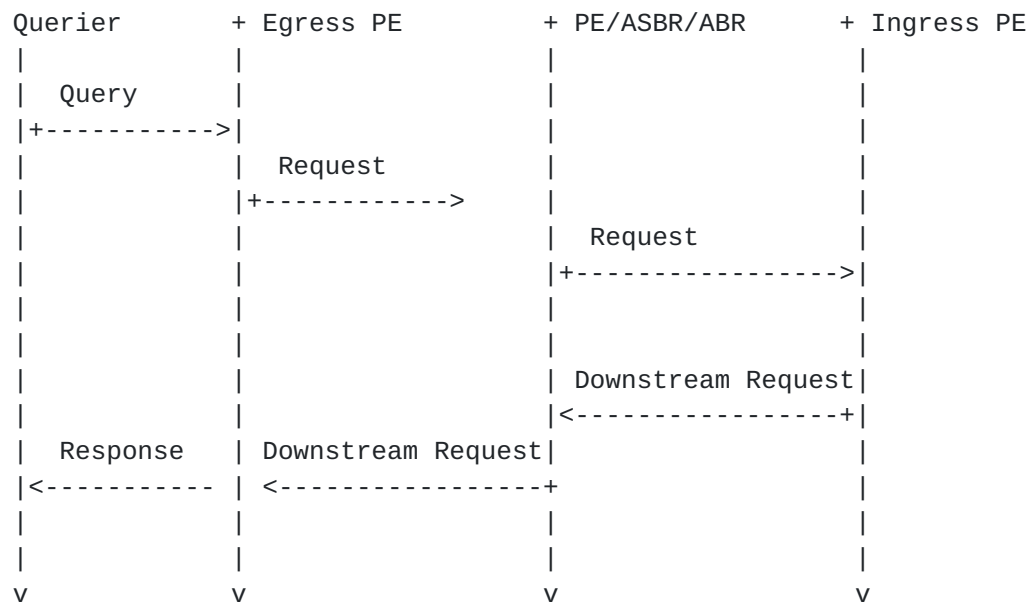 Querier + Egress PE + PE/ASBR/ABR + Ingress PE
Query
Request
Request
Downstream Request
Response Downstream Request